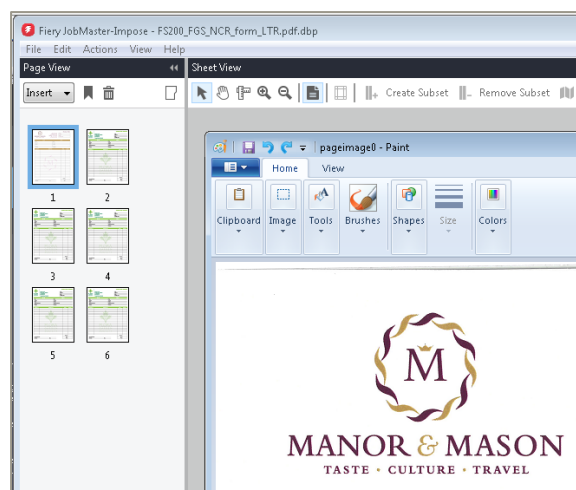 Fiery JobMaster-Impose - FS200_FGS_NCR_form_LTR.pdf.dbp
File Edit Actions View Help
Page View
Sheet View
Insert
Create Subset
Remove Subset
1 2
3 4
5 6
pageimage0 - Paint
Home View
Clipboard Image Tools Brushes Shapes Size Colors
M
MANOR & MASON
TASTE • CULTURE • TRAVEL